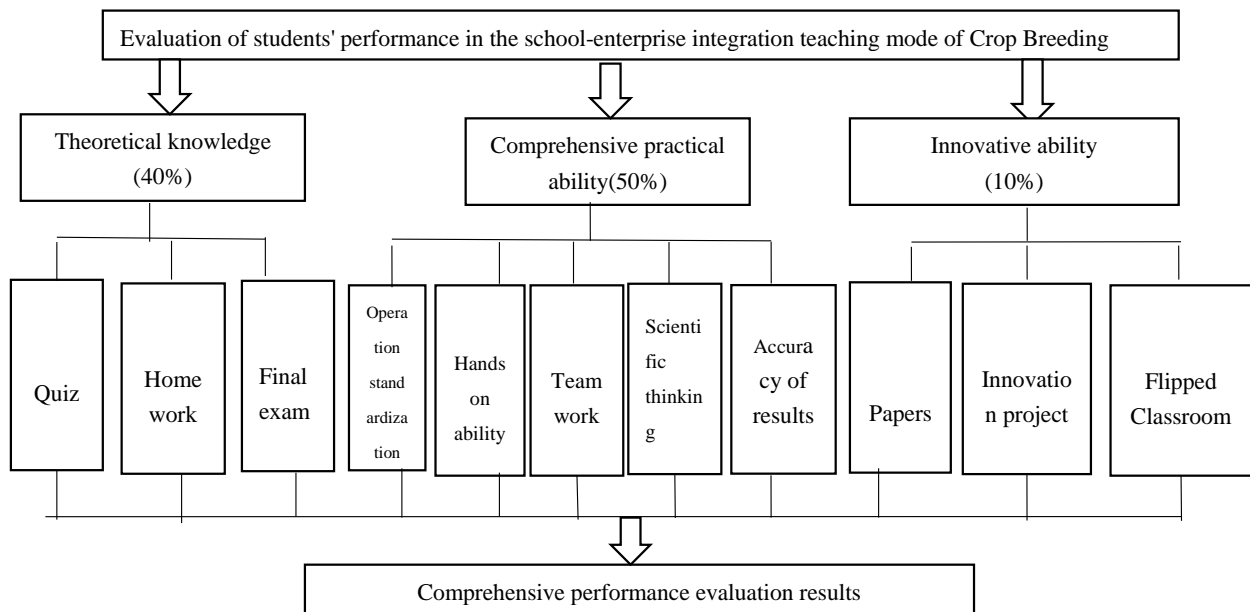 Evaluation of students' performance in the school-enterprise integration teaching mode of Crop Breeding
Theoretical knowledge
(40%)
Comprehensive practical
ability(50%)
Innovative ability
(10%)
Quiz
Home
work
Final
exam
Opera
tion
stand
ardiza
tion
Hands
on
ability
Team
work
Scienti
fic
thinkin
g
Accura
cy of
results
Papers
Innovatio
n project
Flipped
Classroom
Comprehensive performance evaluation results